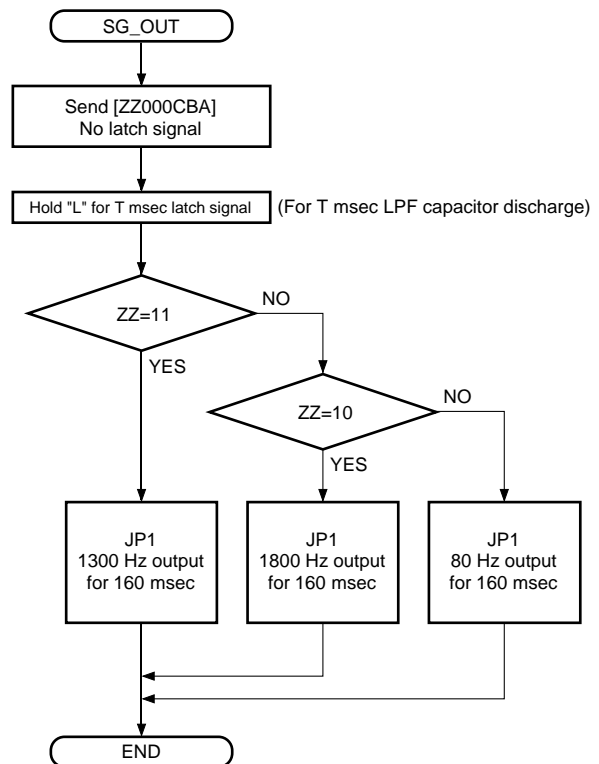 SG_OUT
Send [ZZ000CBA]
No latch signal
Hold "L" for T msec latch signal
(For T msec LPF capacitor discharge)
ZZ=11
NO
YES
ZZ=10
NO
YES
JP1
1300 Hz output
for 160 msec
JP1
1800 Hz output
for 160 msec
JP1
80 Hz output
for 160 msec
END